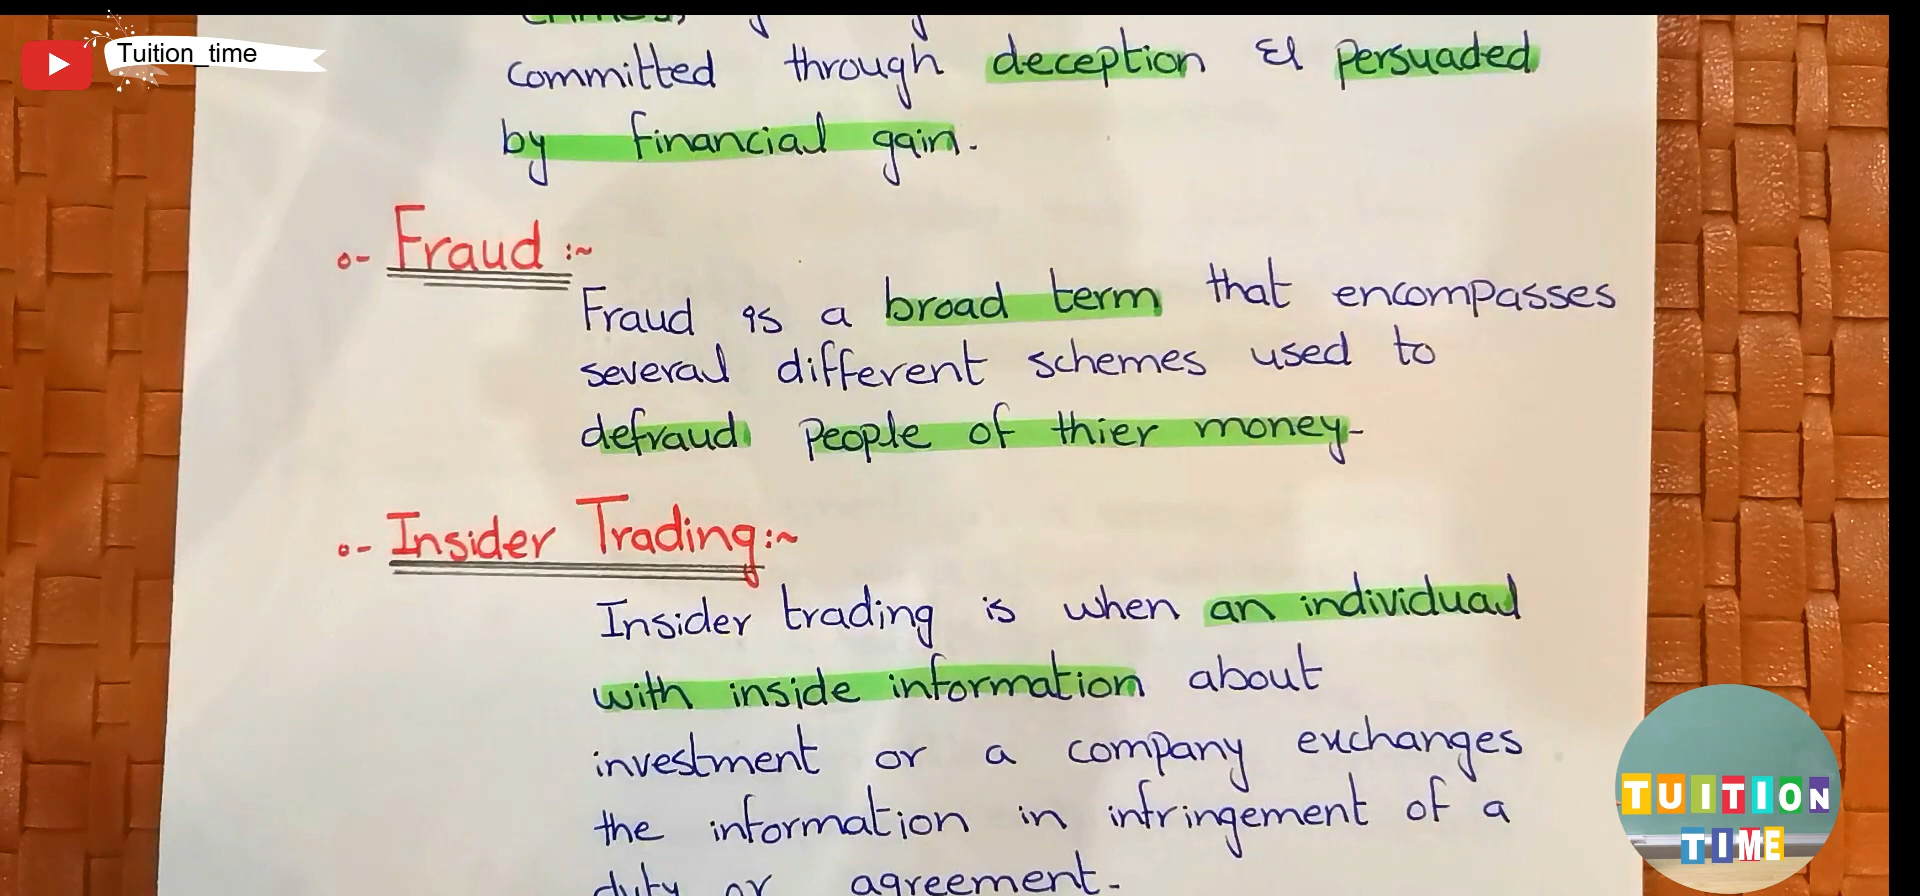 Tuition_time
committed through deception & persuaded
by financial gain.
o- Fraud :~
Fraud is a broad term that encompasses
several different schemes used to
defraud people of thier money-
o- Insider Trading:~
Insider trading is when an individual
with inside information about
investment or a company exchanges
the information in infringement of a
duty or agreement.
TUITION
TIME